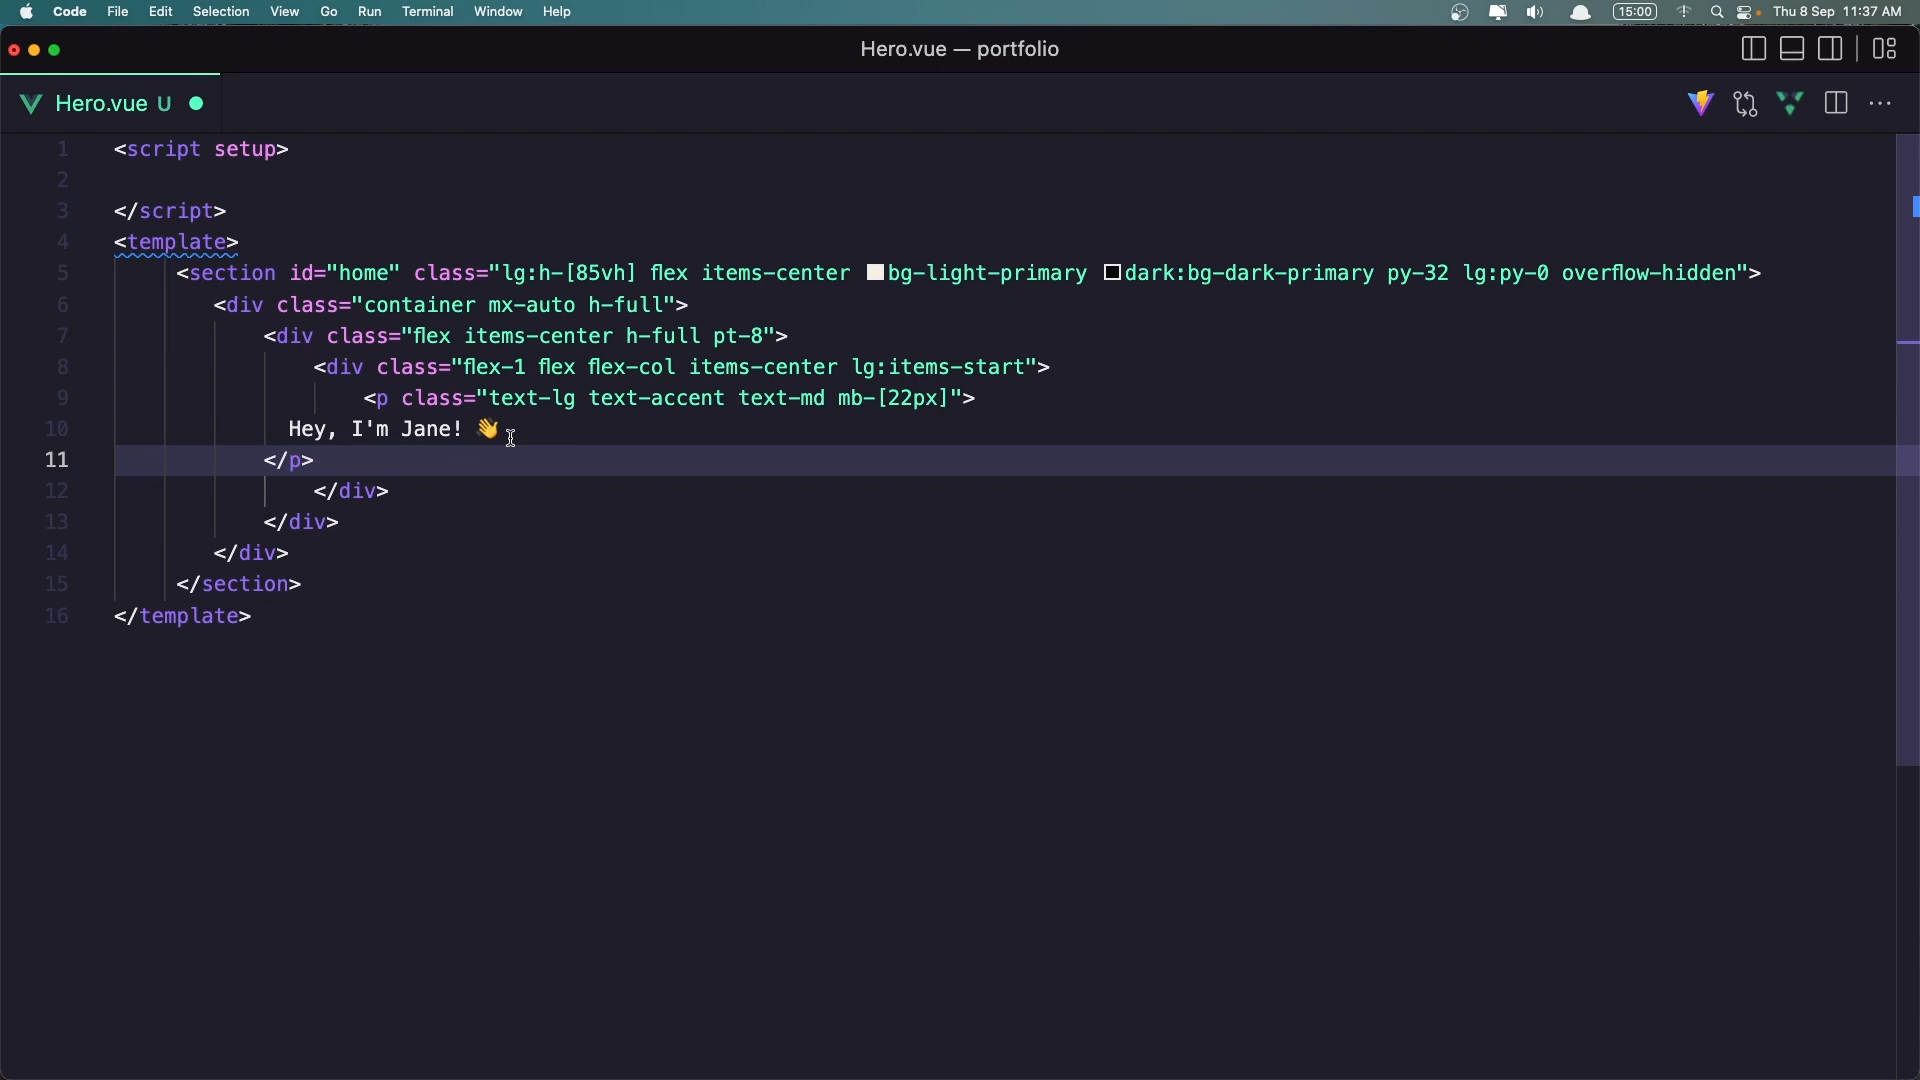 Code File Edit Selection View Go Run Terminal Window Help 15:00 Thu 8 Sep 11:37 AM
Hero.vue — portfolio
Hero.vue U
1 <script setup>
2
3 </script>
4 <template>
5 <section id="home" class="lg:h-[85vh] flex items-center bg-light-primary dark:bg-dark-primary py-32 lg:py-0 overflow-hidden">
6 <div class="container mx-auto h-full">
7 <div class="flex items-center h-full pt-8">
8 <div class="flex-1 flex flex-col items-center lg:items-start">
9 <p class="text-lg text-accent text-md mb-[22px]">
10 Hey, I'm Jane! 👋
11 </p>
12 </div>
13 </div>
14 </div>
15 </section>
16 </template>